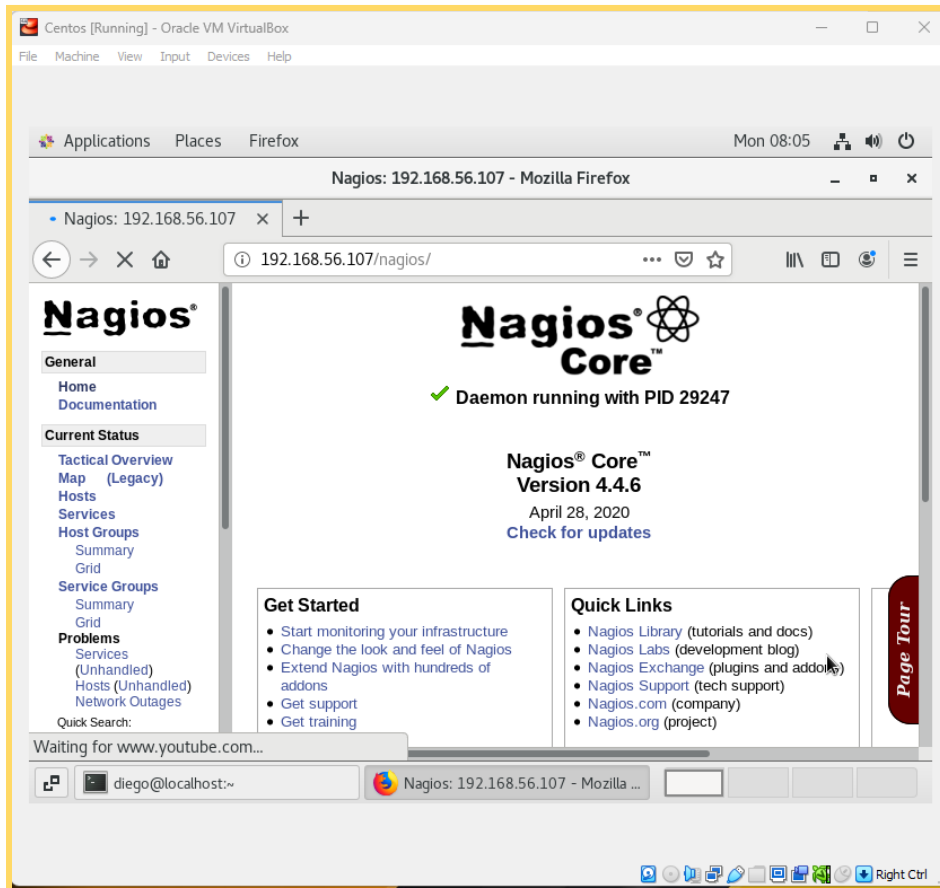 Centos [Running] - Oracle VM VirtualBox
File Machine View Input Devices Help
Applications Places Firefox Mon 08:05
Nagios: 192.168.56.107 - Mozilla Firefox
Nagios: 192.168.56.107
192.168.56.107/nagios/
Nagios®
General
Home
Documentation
Current Status
Tactical Overview
Map (Legacy)
Hosts
Services
Host Groups
Summary
Grid
Service Groups
Summary
Grid
Problems
Services
(Unhandled)
Hosts (Unhandled)
Network Outages
Quick Search:
Nagios®
Core™
Daemon running with PID 29247
Nagios® Core™
Version 4.4.6
April 28, 2020
Check for updates
Get Started
• Start monitoring your infrastructure
• Change the look and feel of Nagios
• Extend Nagios with hundreds of
addons
• Get support
• Get training
Quick Links
• Nagios Library (tutorials and docs)
• Nagios Labs (development blog)
• Nagios Exchange (plugins and addons)
• Nagios Support (tech support)
• Nagios.com (company)
• Nagios.org (project)
Page Tour
Waiting for www.youtube.com...
diego@localhost:~
Nagios: 192.168.56.107 - Mozilla ...
Right Ctrl